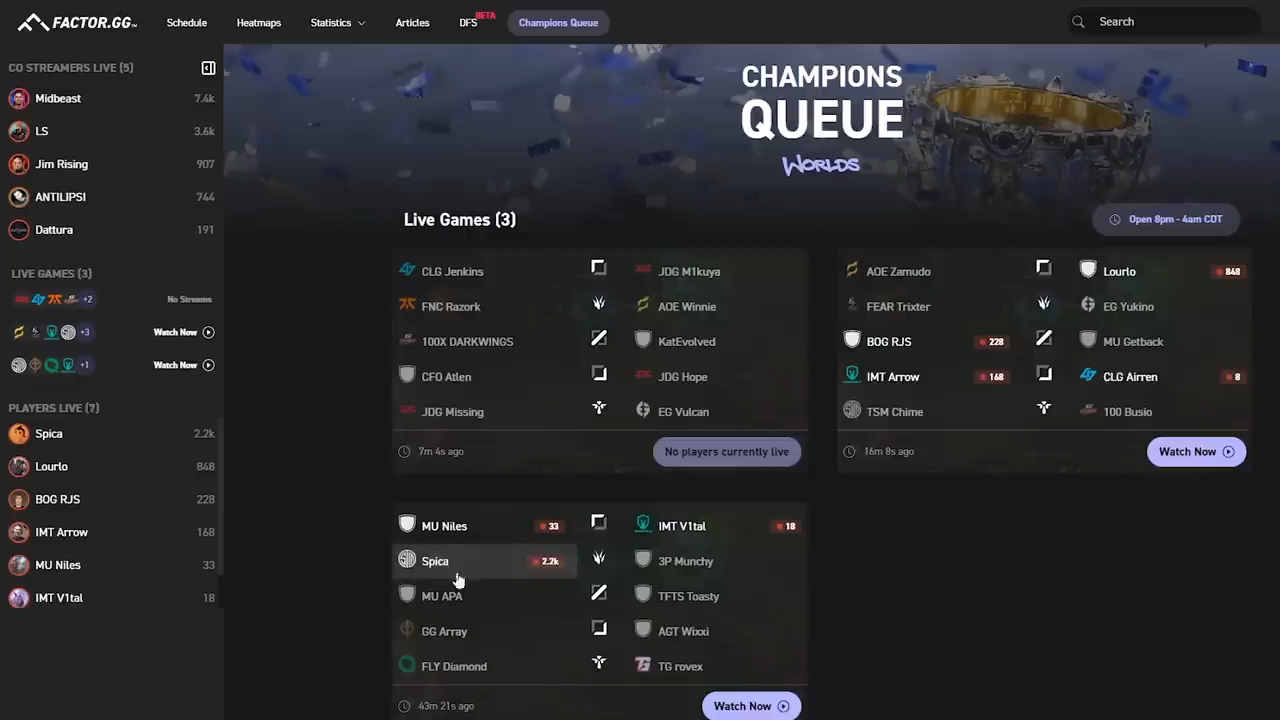 FACTOR.GG
Schedule
Heatmaps
Statistics
Articles
DFS BETA
Champions Queue
Search
CO STREAMERS LIVE (5)
Midbeast 7.4k
LS 3.6k
Jim Rising 907
ANTILIPSI 744
Dattura 191
LIVE GAMES (3)
+2 No Streams
+3 Watch Now
+1 Watch Now
PLAYERS LIVE (7)
Spica 2.2k
Lourlo 848
BOG RJS 228
IMT Arrow 168
MU Niles 33
IMT V1tal 18
CHAMPIONS
QUEUE
WORLDS
Live Games (3)
Open 8pm - 4am CDT
CLG Jenkins JDG M1kuya
FNC Razork AOE Winnie
100X DARKWINGS KatEvolved
CFO Atlen JDG Hope
JDG Missing EG Vulcan
7m 4s ago No players currently live
AOE Zamudo Lourlo 848
FEAR Trixter EG Yukino
BOG RJS 228 MU Getback
IMT Arrow 168 CLG Airren 8
TSM Chime 100 Busio
16m 8s ago Watch Now
MU Niles 33 IMT V1tal 18
Spica 2.2k 3P Munchy
MU APA TFTS Toasty
GG Array AGT Wixxi
FLY Diamond TG rovex
43m 21s ago Watch Now